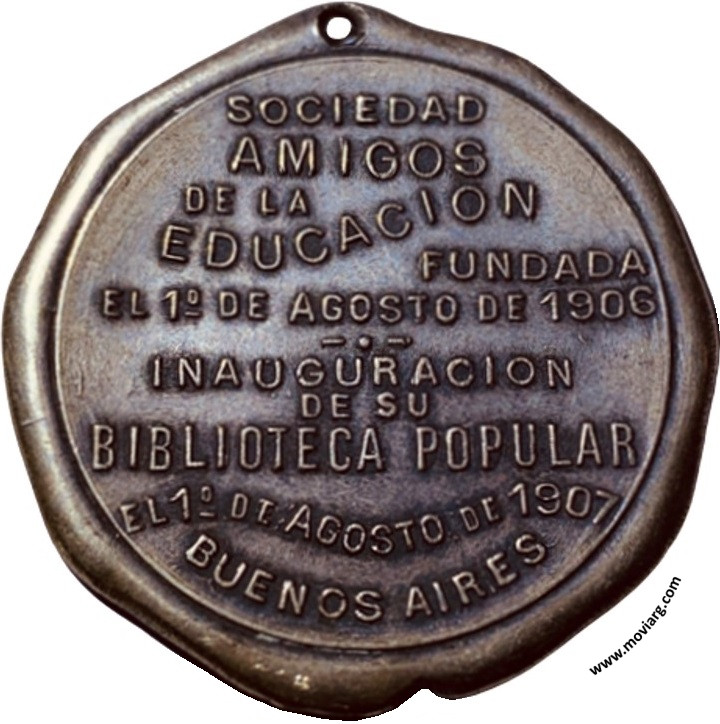 SOCIEDAD
AMIGOS
DE LA
EDUCACION
FUNDADA
EL 1º DE AGOSTO DE 1906
INAUGURACION
DE SU
BIBLIOTECA POPULAR
EL 1º DE AGOSTO DE 1907
BUENOS AIRES
www.moviarg.com